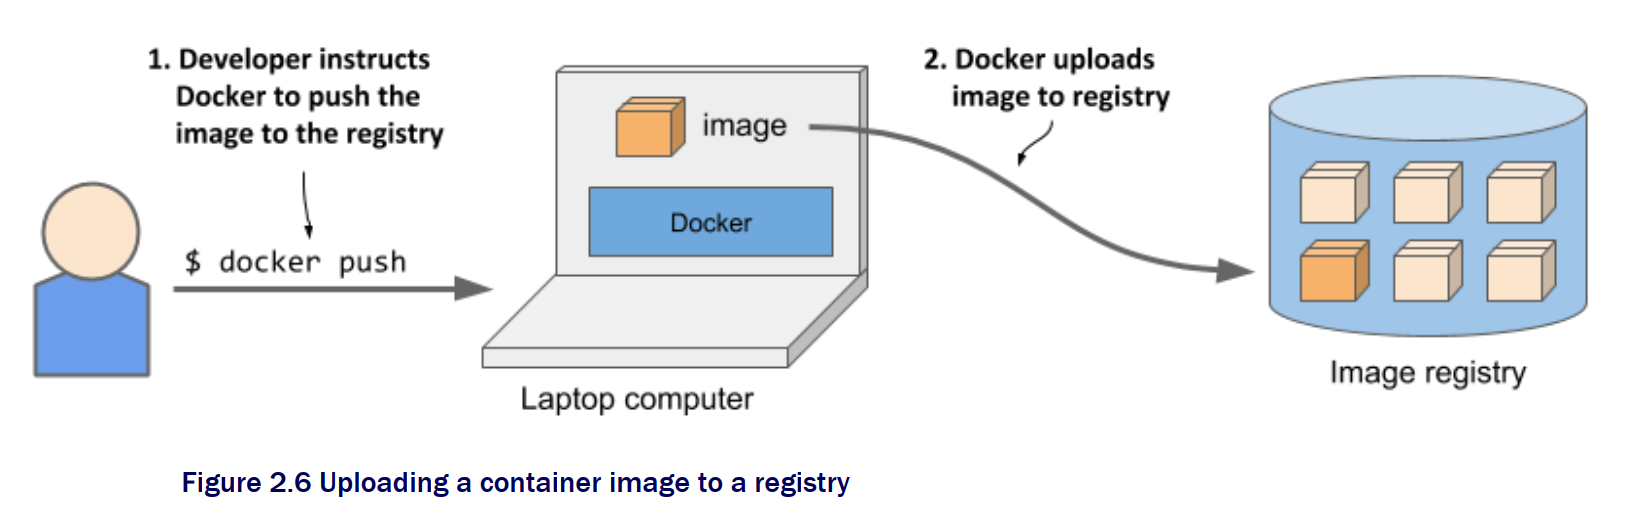 1. Developer instructs
Docker to push the
image to the registry
$ docker push
image
Docker
Laptop computer
2. Docker uploads
image to registry
Image registry
Figure 2.6 Uploading a container image to a registry